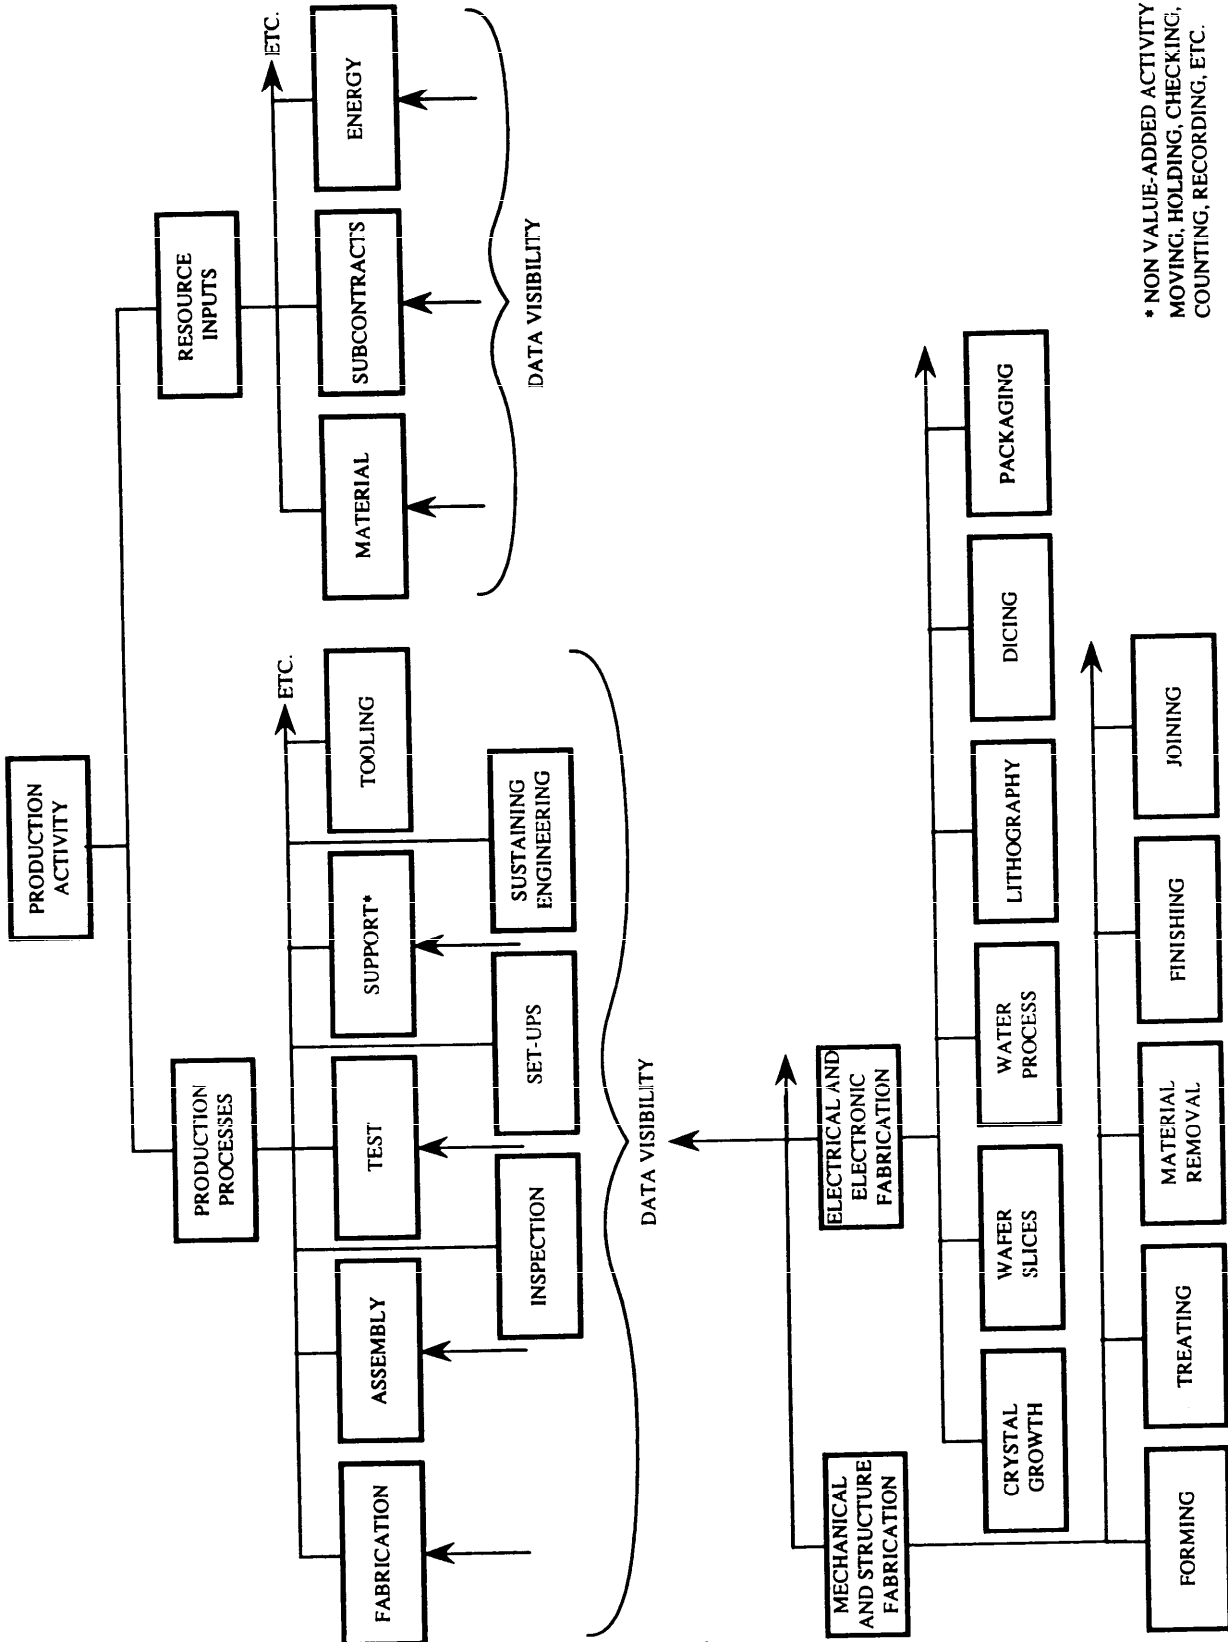 PRODUCTION
ACTIVITY
PRODUCTION
PROCESSES
RESOURCE
INPUTS
ETC.
ETC.
FABRICATION
ASSEMBLY
TEST
SUPPORT*
TOOLING
MATERIAL
SUBCONTRACTS
ENERGY
INSPECTION
SET-UPS
SUSTAINING
ENGINEERING
DATA VISIBILITY
DATA VISIBILITY
MECHANICAL
AND STRUCTURE
FABRICATION
ELECTRICAL AND
ELECTRONIC
FABRICATION
CRYSTAL
GROWTH
WAFER
SLICES
WATER
PROCESS
LITHOGRAPHY
DICING
PACKAGING
FORMING
TREATING
MATERIAL
REMOVAL
FINISHING
JOINING
* NON VALUE-ADDED ACTIVITY
MOVING, HOLDING, CHECKING,
COUNTING, RECORDING, ETC.